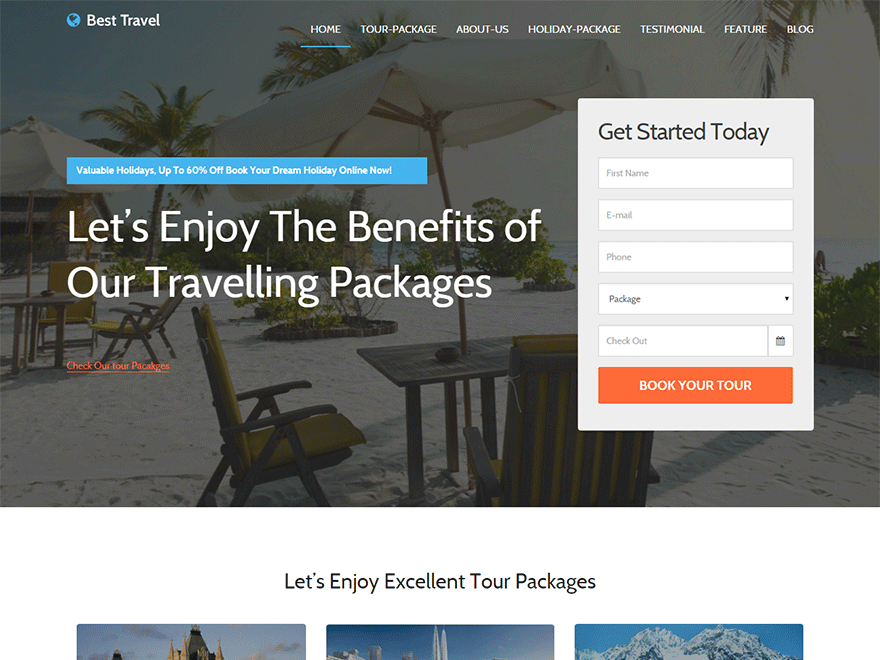 Best Travel
HOME TOUR-PACKAGE ABOUT-US HOLIDAY-PACKAGE TESTIMONIAL FEATURE BLOG
Valuable Holidays, Up To 60% Off Book Your Dream Holiday Online Now!
Let's Enjoy The Benefits of
Our Travelling Packages
Check Our tour Pacakges
Get Started Today
First Name
E-mail
Phone
Package
Check Out
BOOK YOUR TOUR
Let's Enjoy Excellent Tour Packages